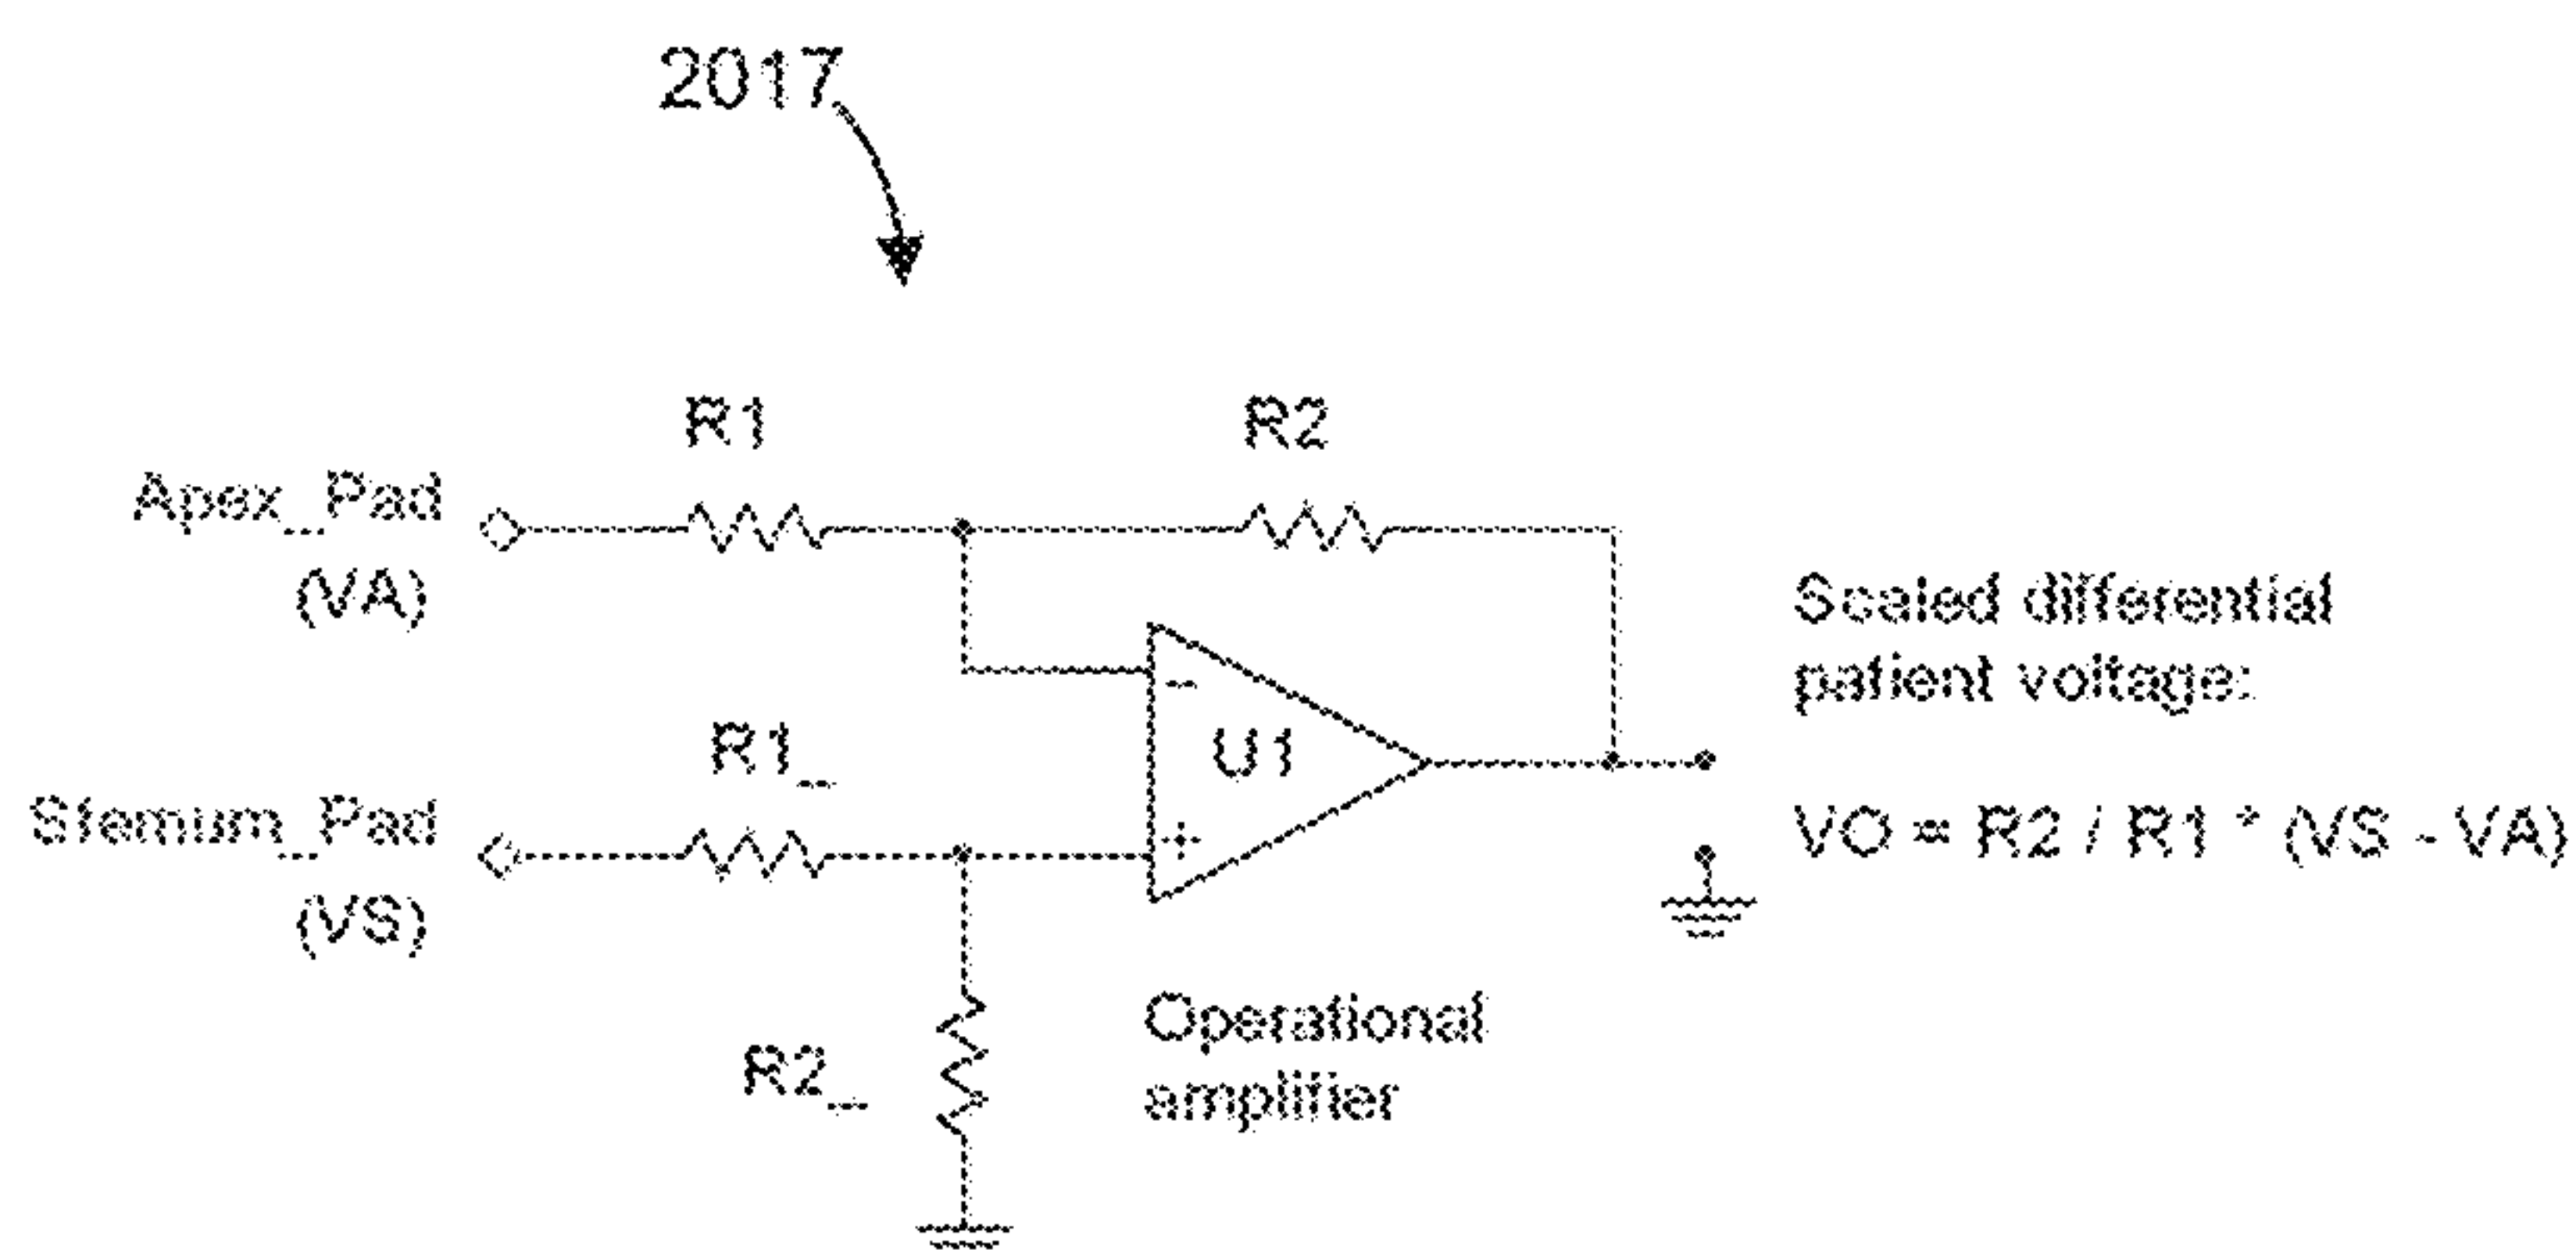 2017
R1
R2
Apex_Pad
(VA)
Scaled differential
patient voltage:
−
U1
R1_
Sternum_Pad
(VS)
+
VO = R2 / R1 * (VS - VA)
R2_
Operational
amplifier